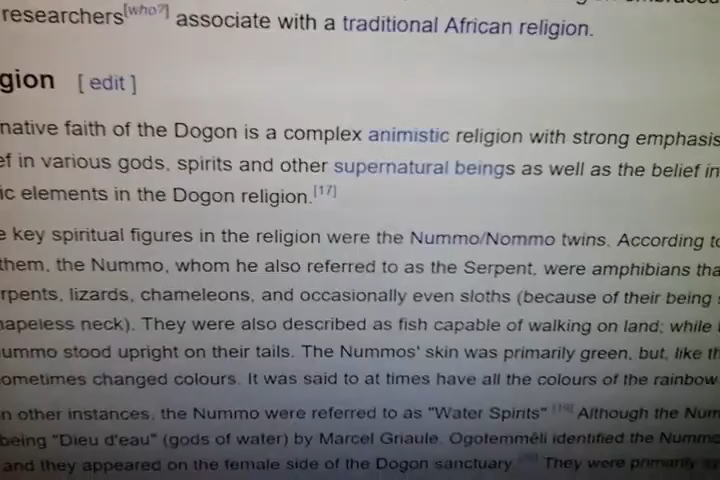 researchers[who?] associate with a traditional African religion.
gion [ edit ]
native faith of the Dogon is a complex animistic religion with strong emphasis
ef in various gods, spirits and other supernatural beings as well as the belief in
ic elements in the Dogon religion.[17]
e key spiritual figures in the religion were the Nummo/Nommo twins. According to
them, the Nummo, whom he also referred to as the Serpent, were amphibians tha
rpents, lizards, chameleons, and occasionally even sloths (because of their being s
hapeless neck). They were also described as fish capable of walking on land; while t
ummo stood upright on their tails. The Nummos' skin was primarily green, but, like th
ometimes changed colours. It was said to at times have all the colours of the rainbow
n other instances, the Nummo were referred to as "Water Spirits" Although the Num
being "Dieu d'eau" (gods of water) by Marcel Griaule. Ogotemmêli identified the Nummo
and they appeared on the female side of the Dogon sanctuary. They were primarily